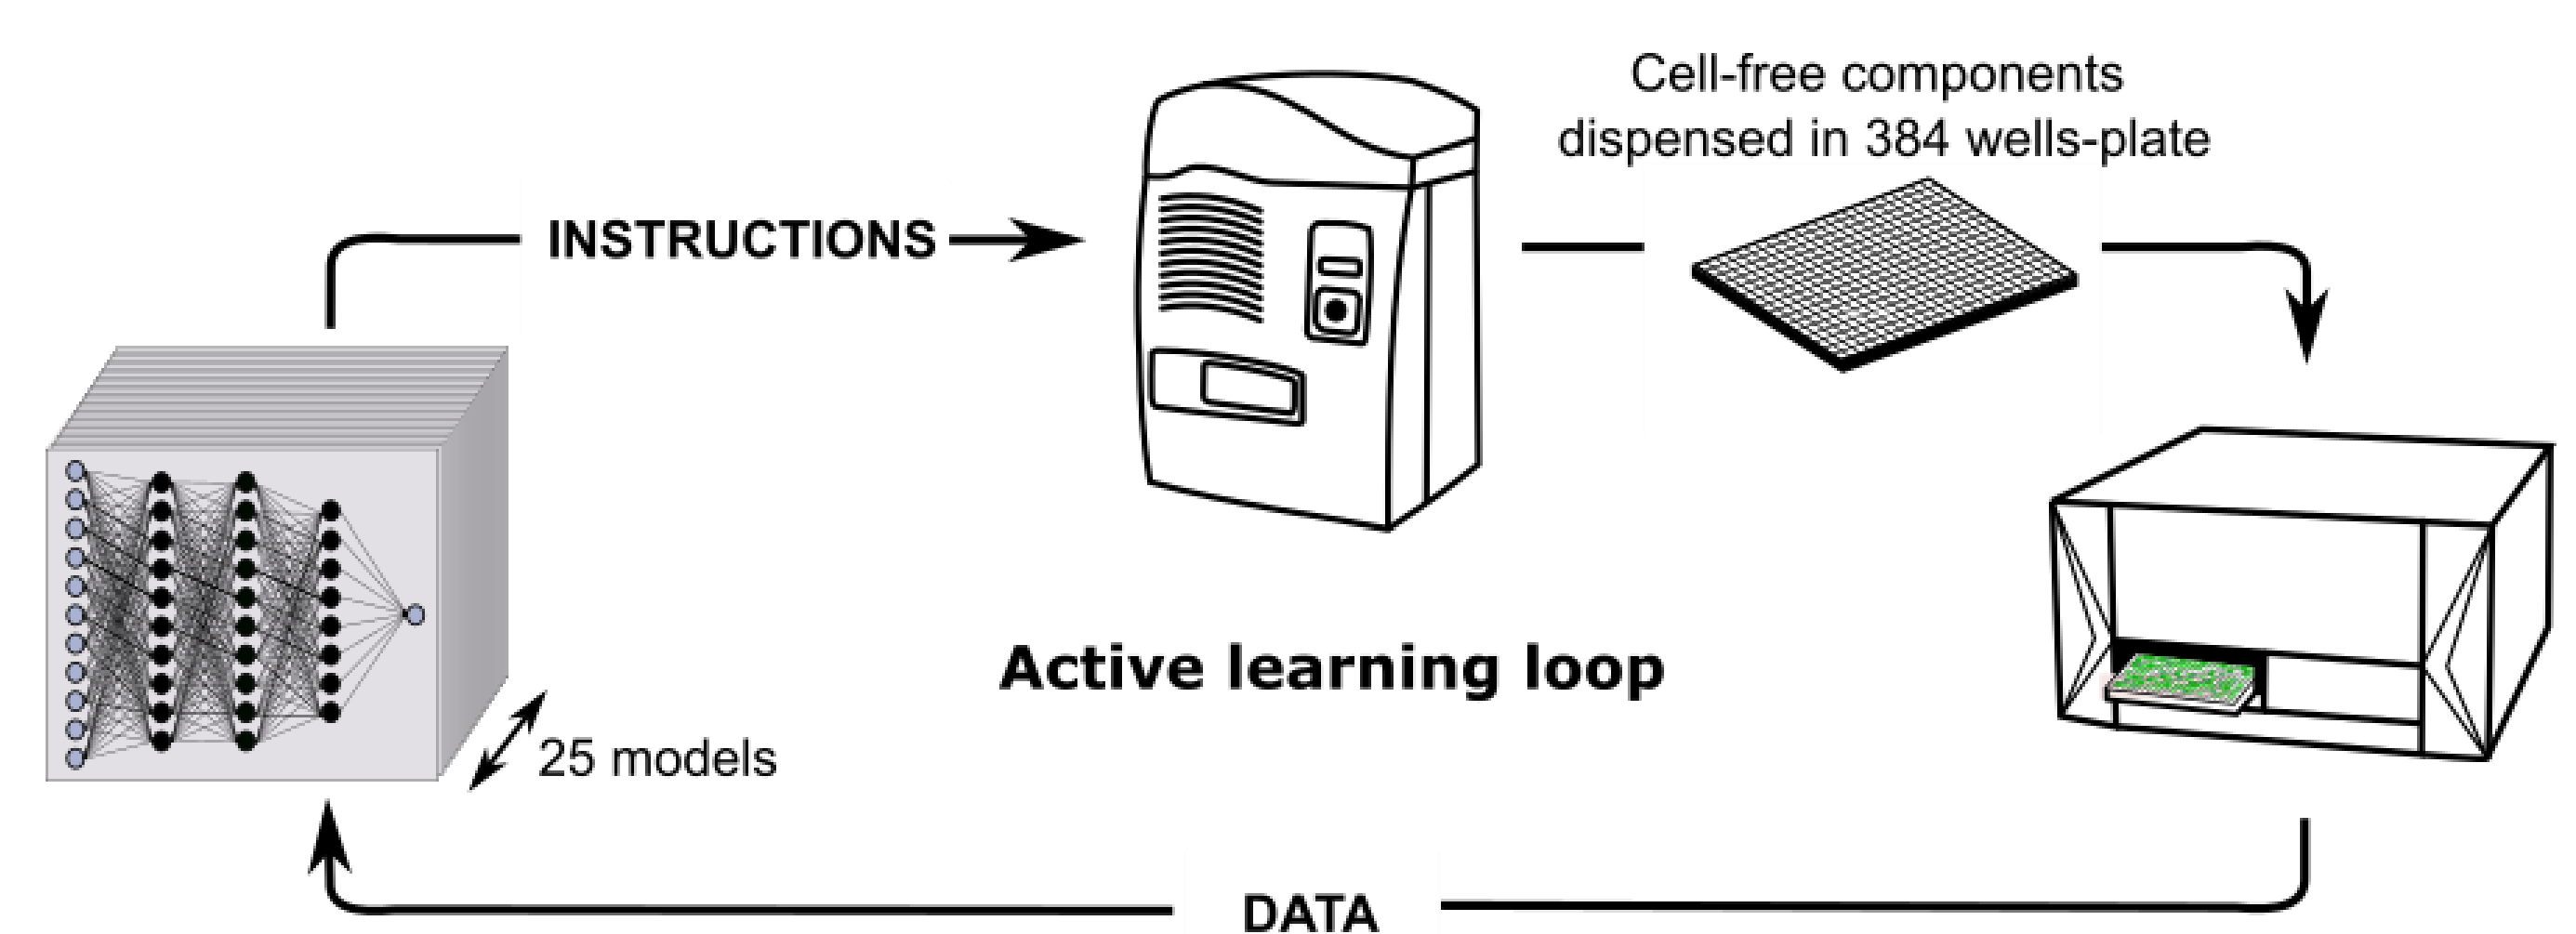 Cell-free components
dispensed in 384 wells-plate
INSTRUCTIONS
Active learning loop
25 models
DATA